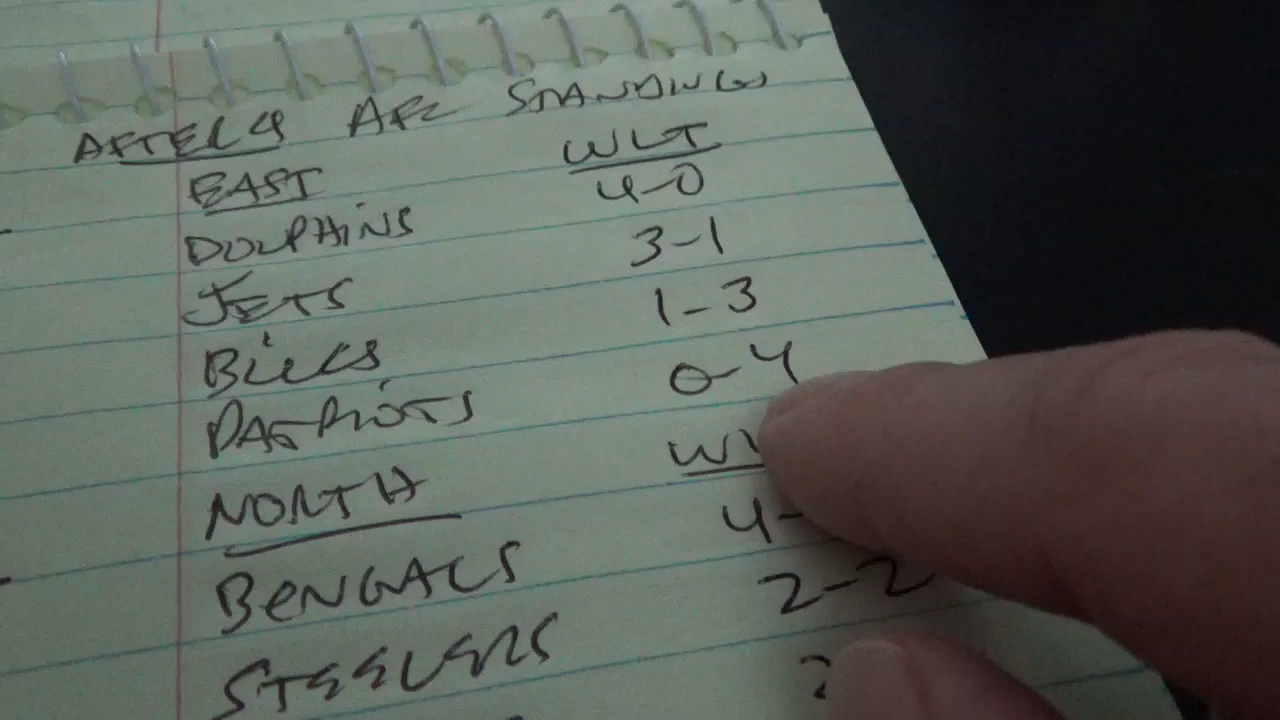 AFTER 4 AFC STANDINGS
EAST WLT
DOLPHINS 4-0
JETS 3-1
BILLS 1-3
PATRIOTS 0-4
NORTH
BENGALS 4-
STEELERS 2-2